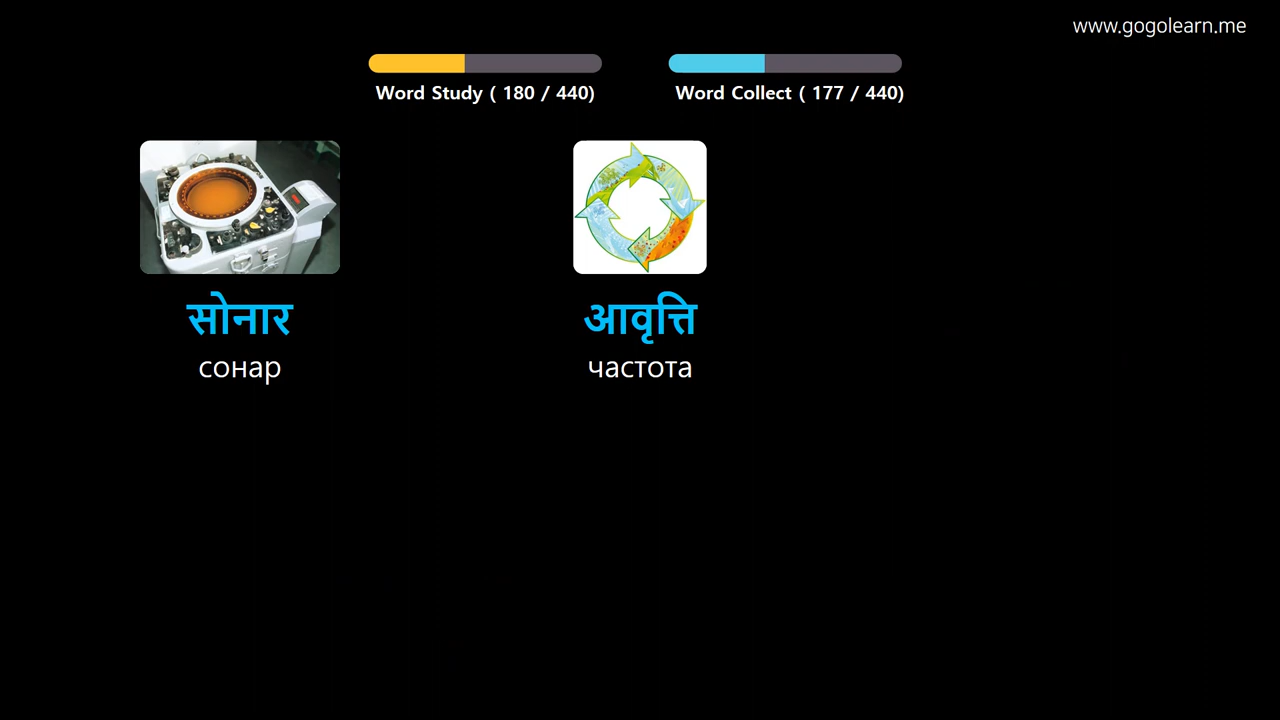 www.gogolearn.me
Word Study ( 180 / 440)
Word Collect ( 177 / 440)
सोनार
сонар
आवृत्ति
частота